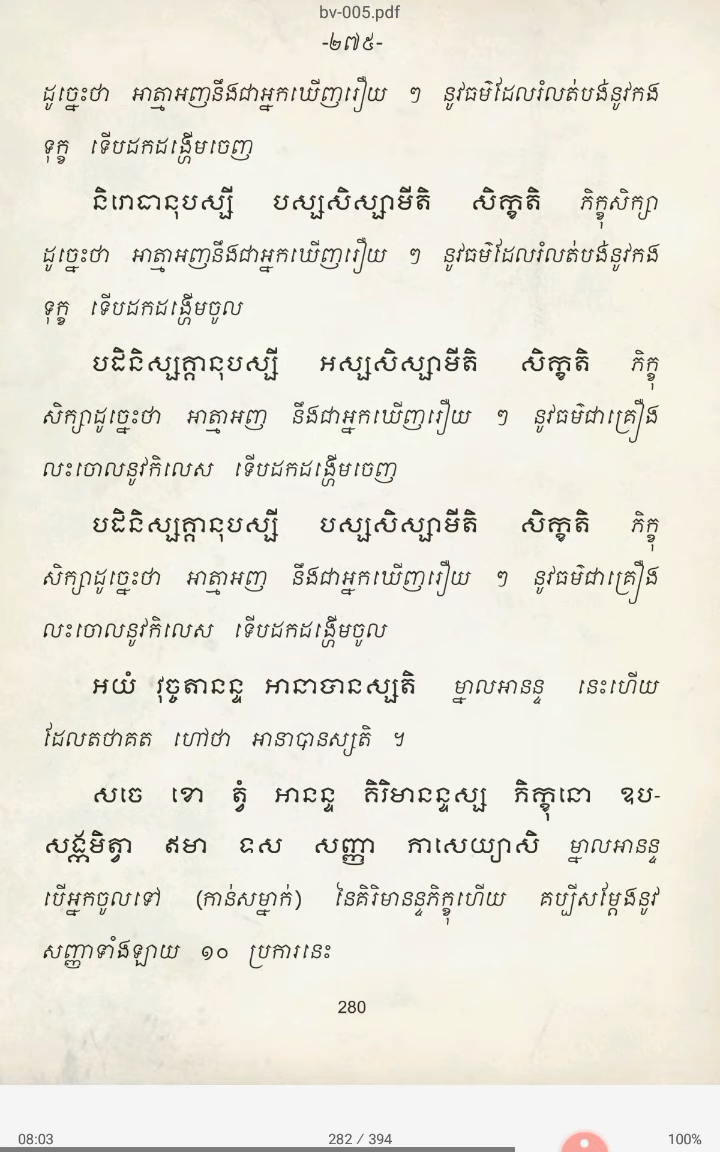 bv-005.pdf
-២៧៥-
ដូច្នេះថា អាត្មាអញនឹងជាអ្នកឃើញរឿយ ៗ នូវធម៌ដែលរំលត់បង់នូវកង
ទុក្ខ ទើបដកដង្ហើមចេញ
និរោធានុបស្សី បស្សសិស្សាមីតិ សិក្ខតិ ភិក្ខុសិក្សា
ដូច្នេះថា អាត្មាអញនឹងជាអ្នកឃើញរឿយ ៗ នូវធម៌ដែលរំលត់បង់នូវកង
ទុក្ខ ទើបដកដង្ហើមចូល
បដិនិស្សគ្គានុបស្សី អស្សសិស្សាមីតិ សិក្ខតិ ភិក្ខុ
សិក្សាដូច្នេះថា អាត្មាអញ នឹងជាអ្នកឃើញរឿយ ៗ នូវធម៌ជាគ្រឿង
លះចោលនូវកិលេស ទើបដកដង្ហើមចេញ
បដិនិស្សគ្គានុបស្សី បស្សសិស្សាមីតិ សិក្ខតិ ភិក្ខុ
សិក្សាដូច្នេះថា អាត្មាអញ នឹងជាអ្នកឃើញរឿយ ៗ នូវធម៌ជាគ្រឿង
លះចោលនូវកិលេស ទើបដកដង្ហើមចូល
អយំ វុច្ចតានន្ទ អានាបានស្សតិ ម្នាលអានន្ទ នេះហើយ
ដែលតថាគត ហៅថា អានាបានស្សតិ ។
សចេ ខោ ត្វំ អានន្ទ គិរិមានន្ទស្ស ភិក្ខុនោ ឧប-
សង្កមិត្វា ឥមា ទស សញ្ញា ភាសេយ្យាសិ ម្នាលអានន្ទ
បើអ្នកចូលទៅ (កាន់សម្នាក់) នៃគិរិមានន្ទភិក្ខុហើយ គប្បីសម្ដែងនូវ
សញ្ញាទាំងឡាយ ១០ ប្រការនេះ
280
08:03 282 / 394 100%